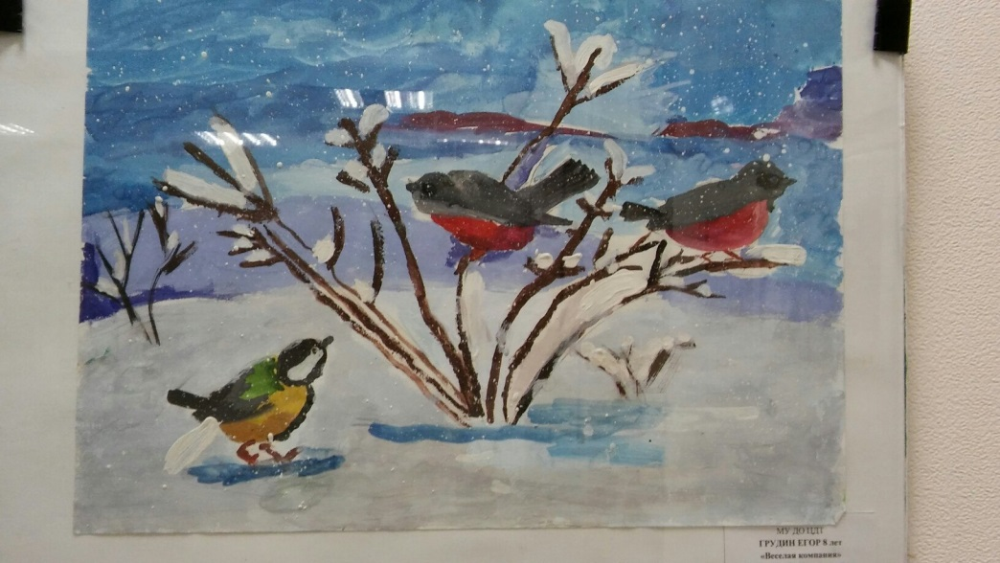 МУ ДО ЦДТ
ГРУДИН ЕГОР 8 лет
«Веселая компания»